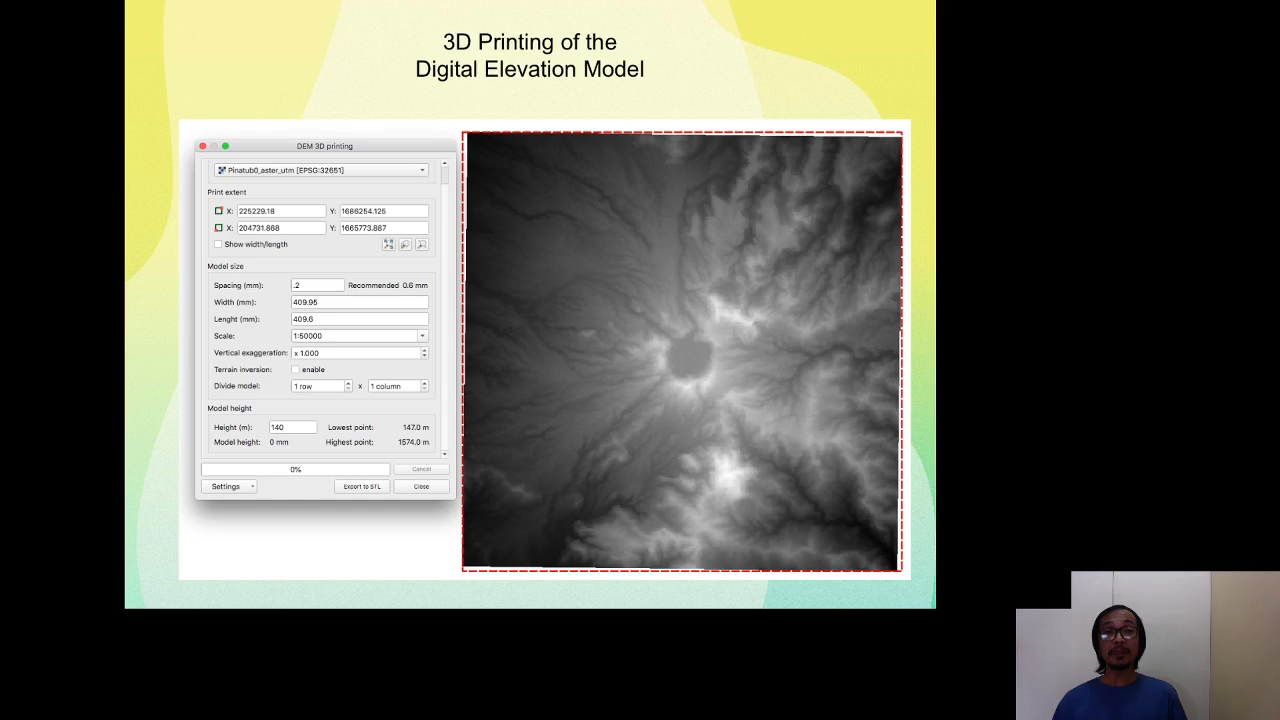 3D Printing of the
Digital Elevation Model
DEM 3D printing
Pinatub0_aster_utm [EPSG:32651]
Print extent
X: 225229.18 Y: 1686254.125
X: 204731.868 Y: 1665773.887
Show width/length
Model size
Spacing (mm): .2 Recommended 0.6 mm
Width (mm): 409.95
Lenght (mm): 409.6
Scale: 1:50000
Vertical exaggeration: x 1.000
Terrain inversion: enable
Divide model: 1 row x 1 column
Model height
Height (m): 140 Lowest point: 147.0 m
Model height: 0 mm Highest point: 1574.0 m
0% Cancel
Settings Export to STL Close